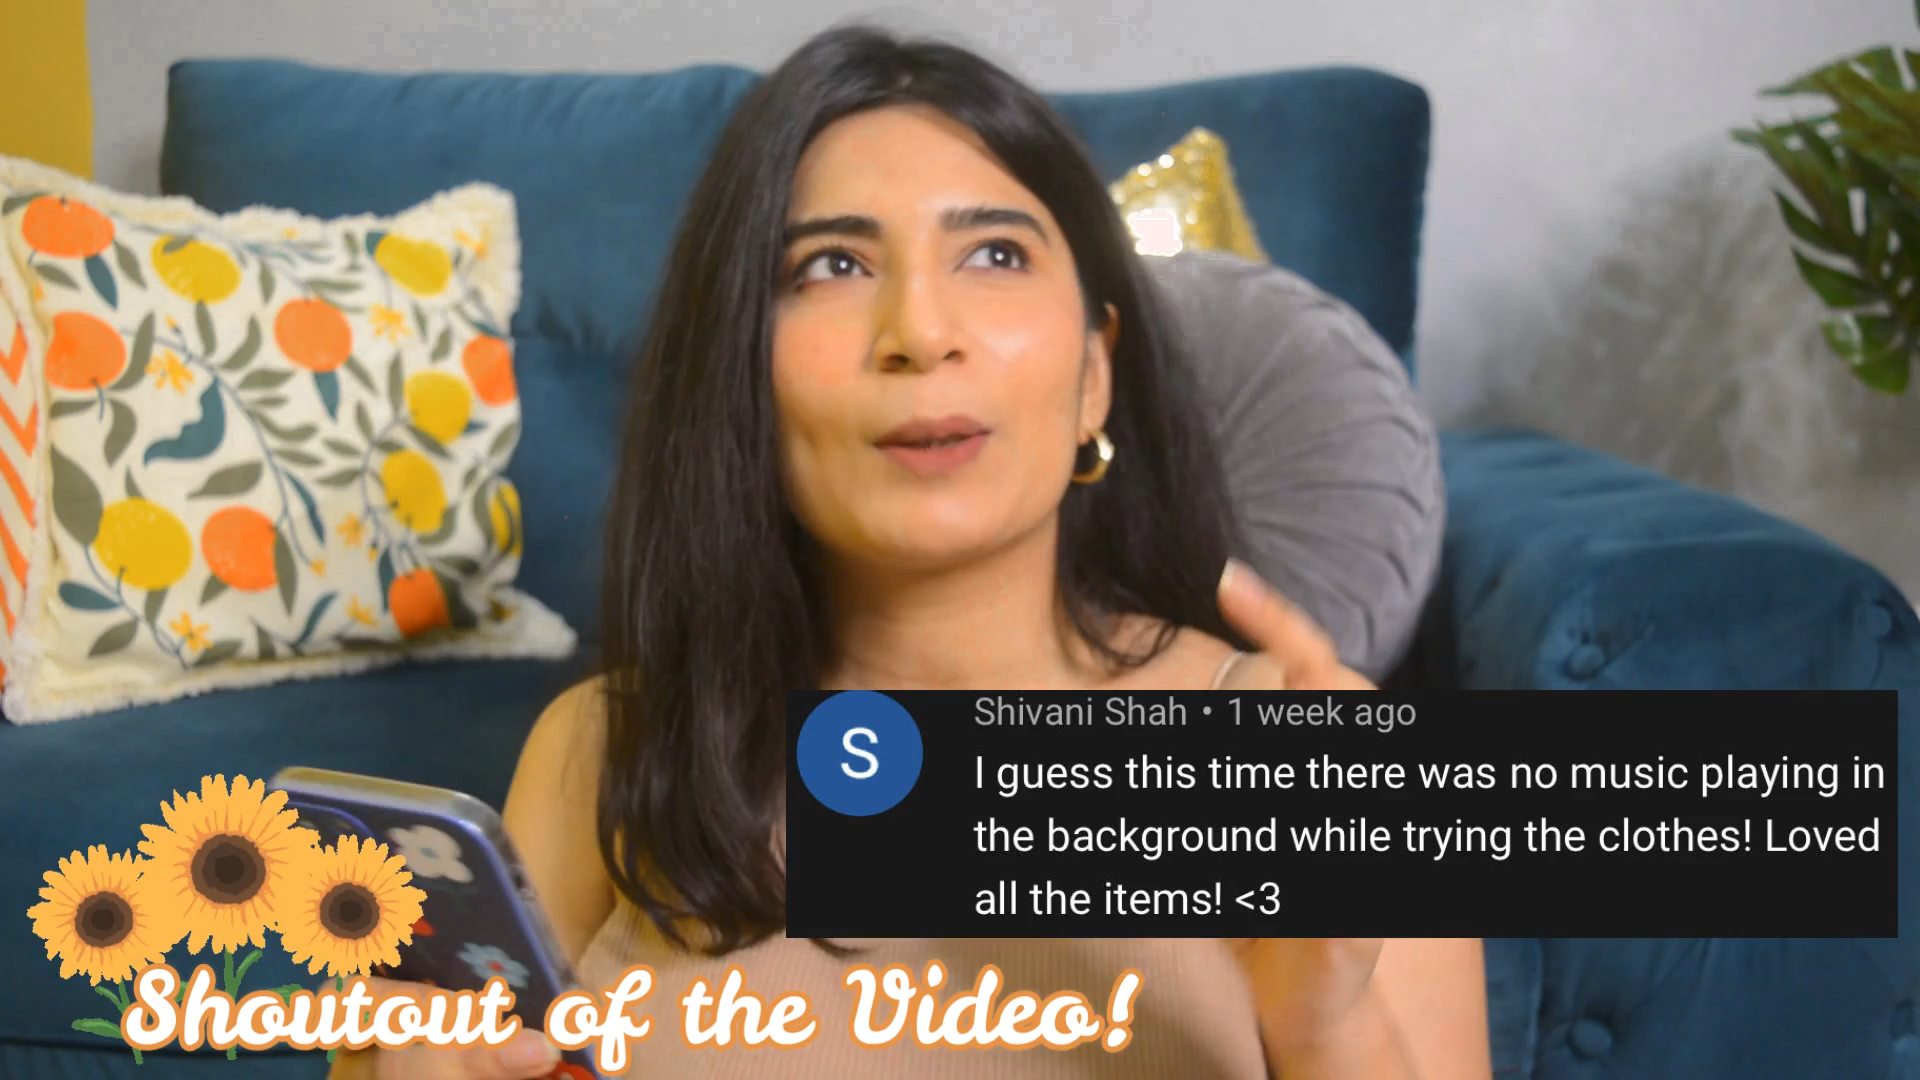 S
Shivani Shah • 1 week ago
I guess this time there was no music playing in
the background while trying the clothes! Loved
all the items! <3
Shoutout of the Video!